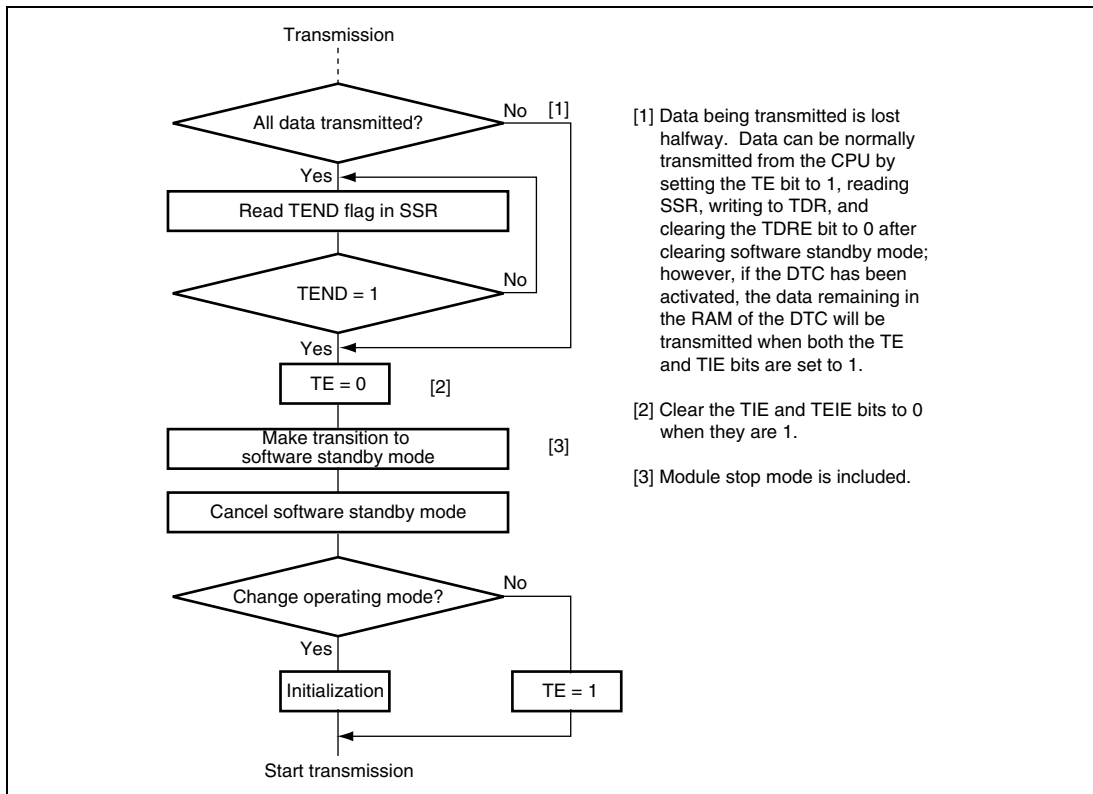 Transmission
All data transmitted?
No [1]
Yes
Read TEND flag in SSR
TEND = 1
No
Yes
TE = 0
[2]
Make transition to
software standby mode
[3]
Cancel software standby mode
Change operating mode?
No
Yes
Initialization
TE = 1
Start transmission
[1] Data being transmitted is lost
halfway. Data can be normally
transmitted from the CPU by
setting the TE bit to 1, reading
SSR, writing to TDR, and
clearing the TDRE bit to 0 after
clearing software standby mode;
however, if the DTC has been
activated, the data remaining in
the RAM of the DTC will be
transmitted when both the TE
and TIE bits are set to 1.
[2] Clear the TIE and TEIE bits to 0
when they are 1.
[3] Module stop mode is included.